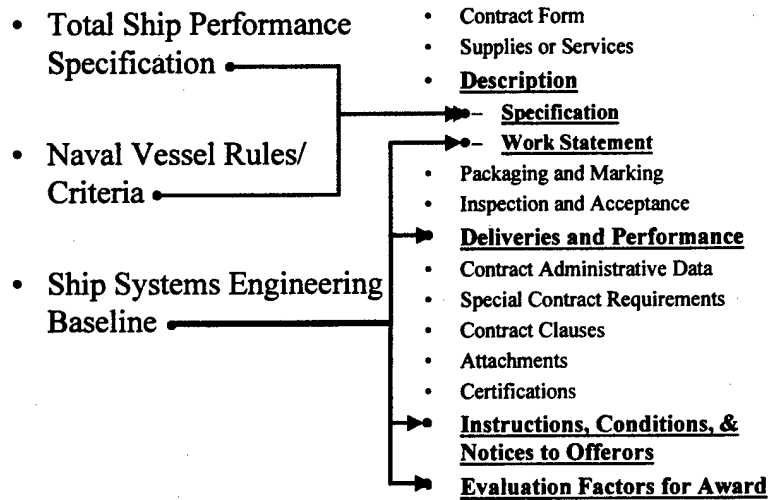 • Total Ship Performance
Specification
• Naval Vessel Rules/
Criteria
• Ship Systems Engineering
Baseline
• Contract Form
• Supplies or Services
• Description
– Specification
– Work Statement
• Packaging and Marking
• Inspection and Acceptance
• Deliveries and Performance
• Contract Administrative Data
• Special Contract Requirements
• Contract Clauses
• Attachments
• Certifications
• Instructions, Conditions, &
Notices to Offerors
• Evaluation Factors for Award